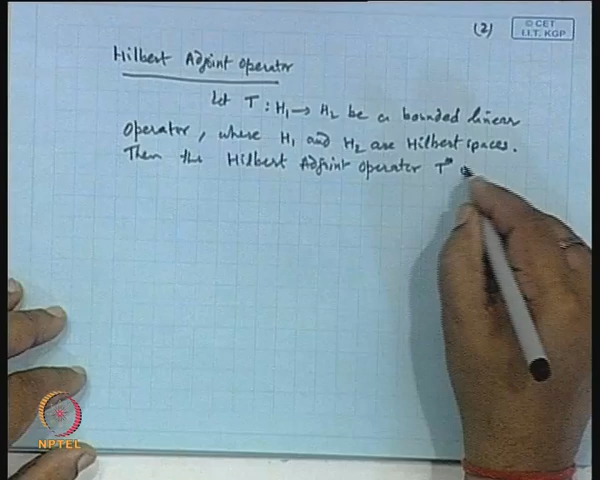 (2)
© CET
I.I.T. KGP
Hilbert Adjoint Operator
Let T : H₁ → H₂ be a bounded linear
Operator, where H₁ and H₂ are Hilbert spaces.
Then the Hilbert Adjoint Operator T*
NPTEL